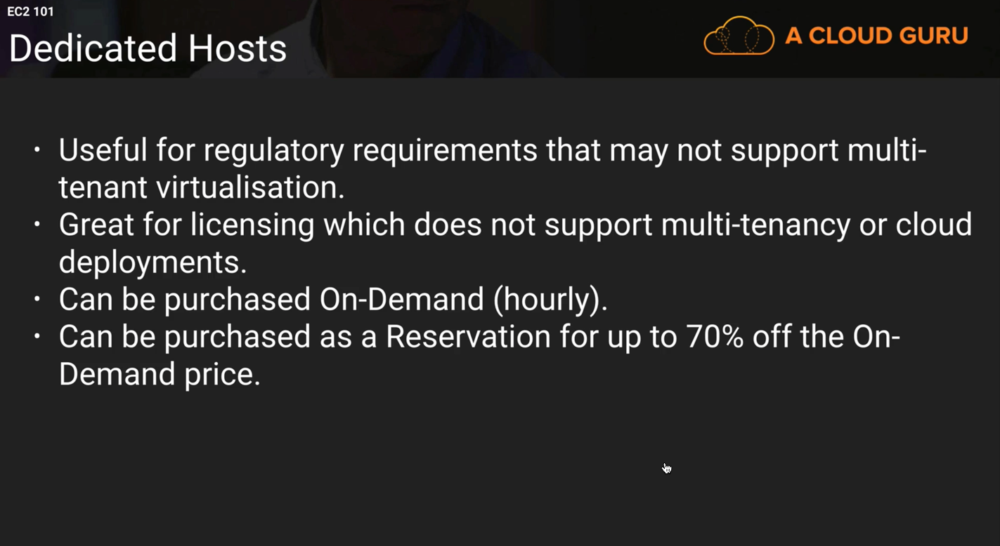 EC2 101
Dedicated Hosts
A CLOUD GURU
• Useful for regulatory requirements that may not support multi-
tenant virtualisation.
• Great for licensing which does not support multi-tenancy or cloud
deployments.
• Can be purchased On-Demand (hourly).
• Can be purchased as a Reservation for up to 70% off the On-
Demand price.